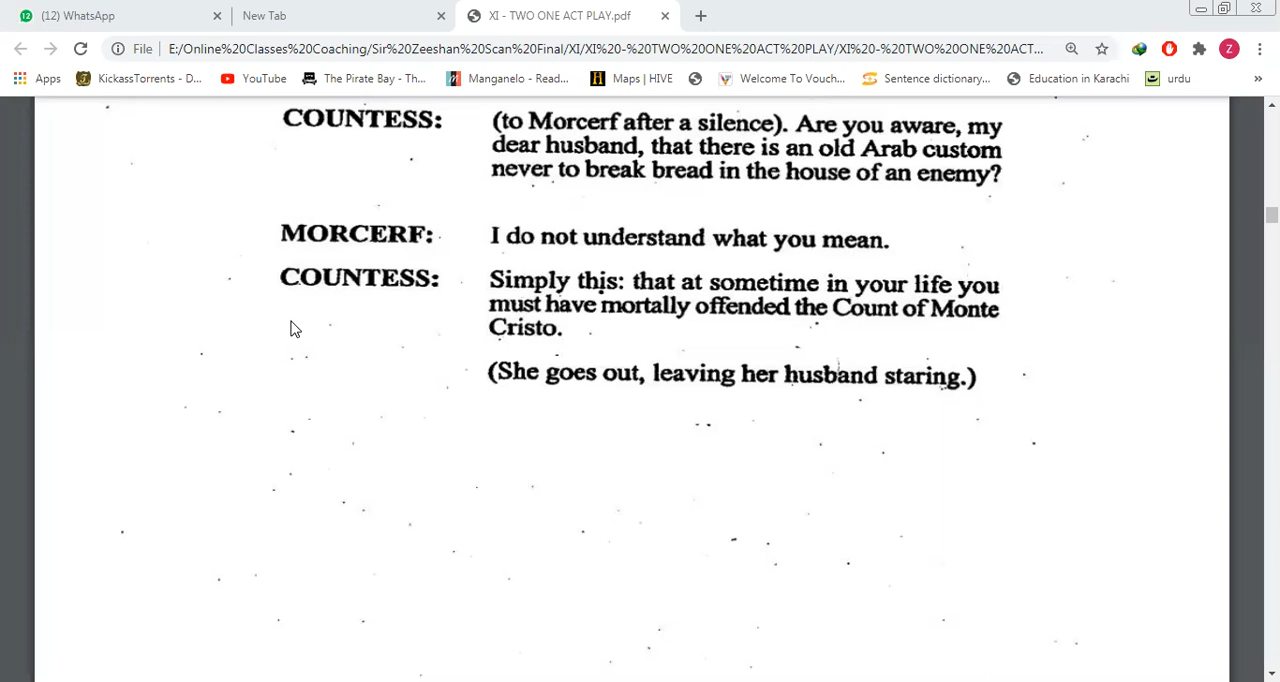 (12) WhatsApp
New Tab
XI - TWO ONE ACT PLAY.pdf
File
E:/Online%20Classes%20Coaching/Sir%20Zeeshan%20Scan%20Final/XI/XI%20-%20TWO%20ONE%20ACT%20PLAY/XI%20-%20TWO%20ONE%20ACT...
Z
Apps
KickassTorrents - D...
YouTube
The Pirate Bay - Th...
Manganelo - Read...
Maps | HIVE
Welcome To Vouch...
Sentence dictionary...
Education in Karachi
urdu
»
COUNTESS: (to Morcerf after a silence). Are you aware, my
dear husband, that there is an old Arab custom
never to break bread in the house of an enemy?
MORCERF: I do not understand what you mean.
COUNTESS: Simply this: that at sometime in your life you
must have mortally offended the Count of Monte
Cristo.
(She goes out, leaving her husband staring.)